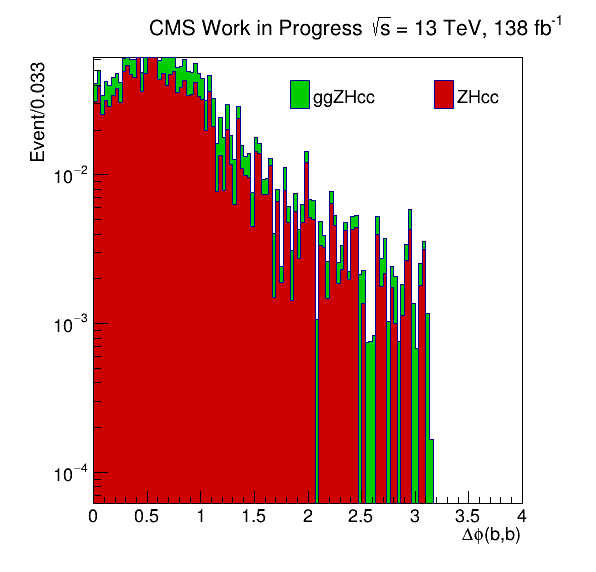 CMS Work in Progress √s = 13 TeV, 138 fb⁻¹
Event/0.033
ggZHcc
ZHcc
10⁻²
10⁻³
10⁻⁴
0 0.5 1 1.5 2 2.5 3 3.5 4
Δϕ(b,b)